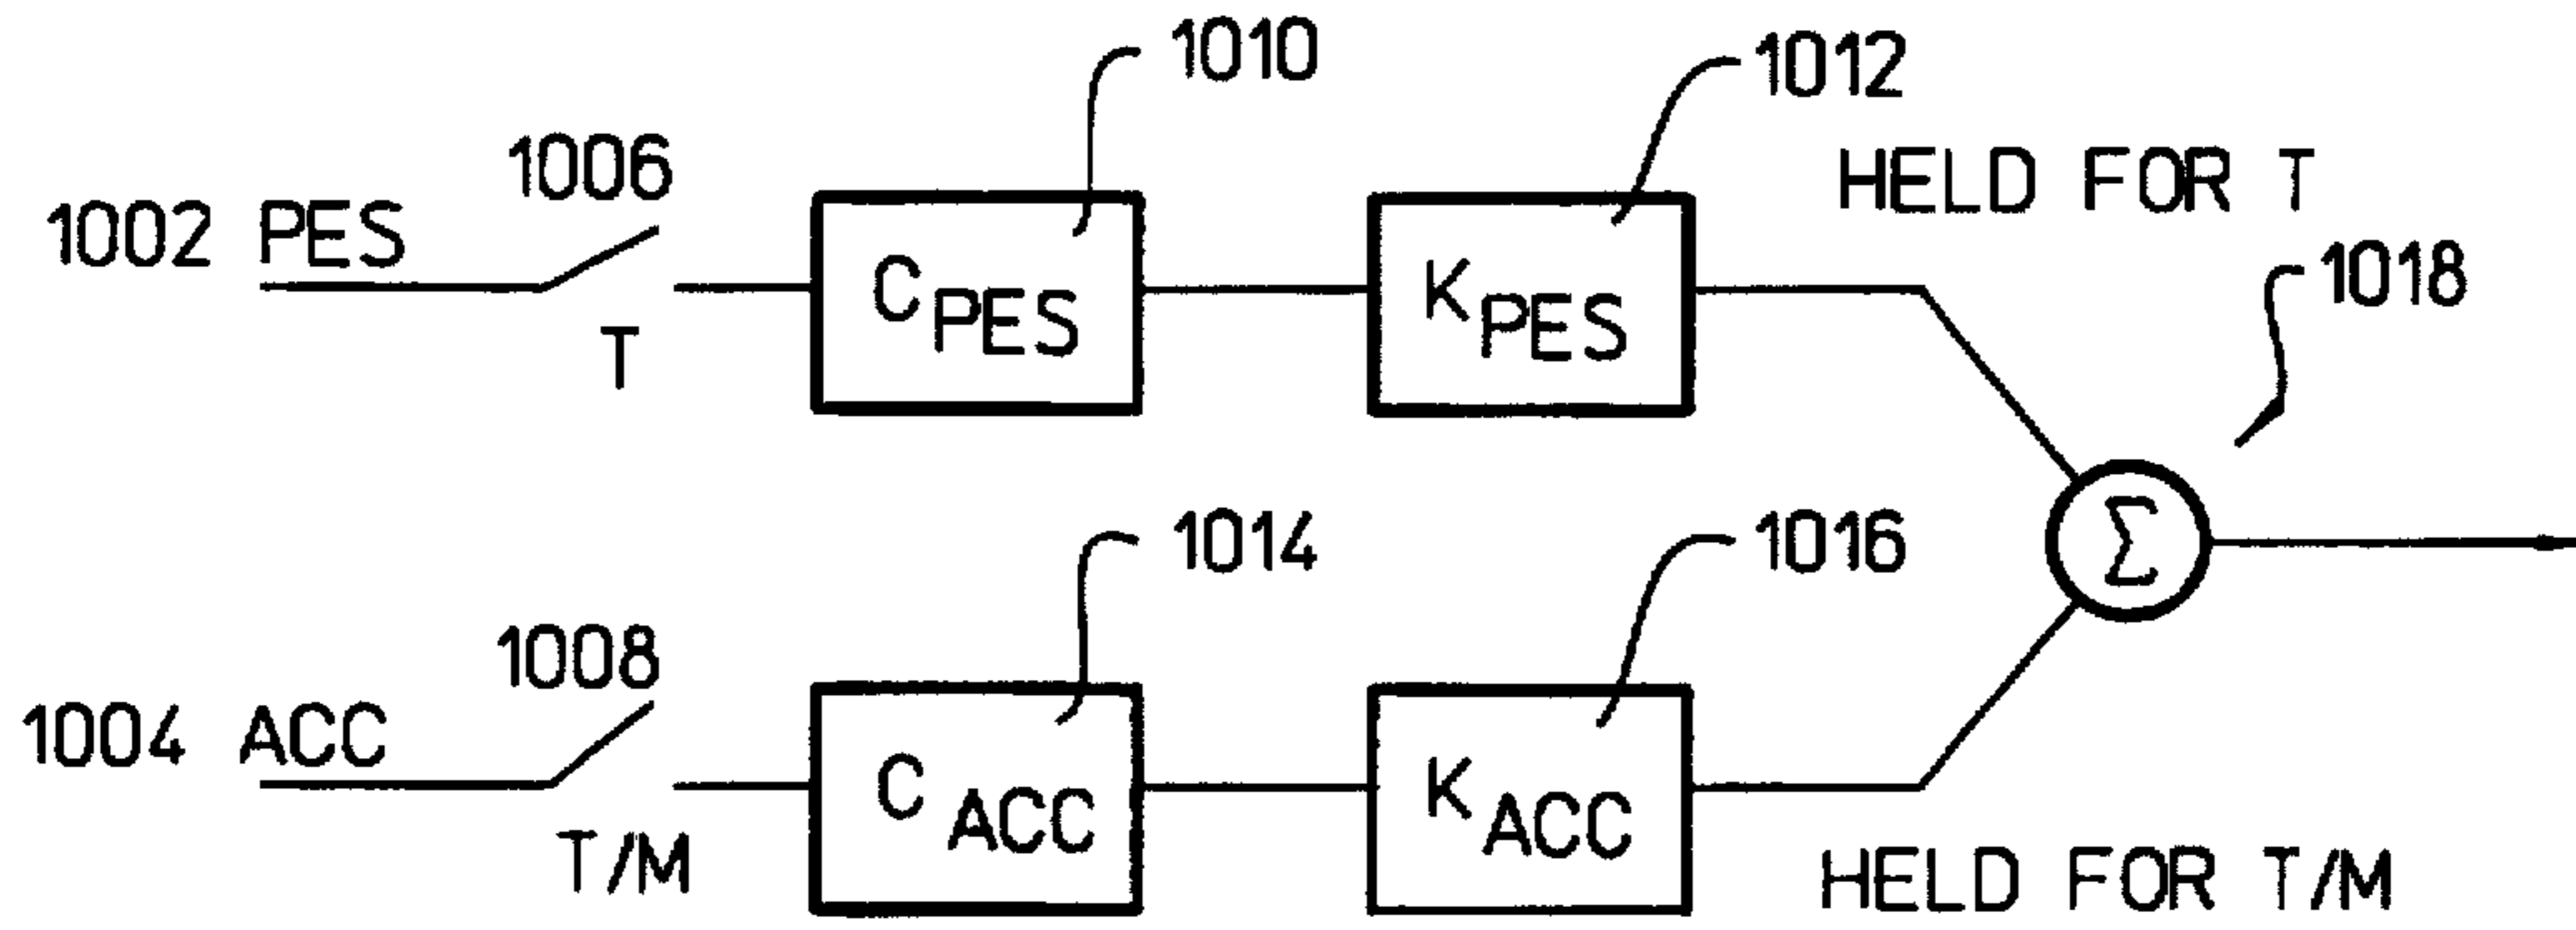 1010
1012
1006
HELD FOR T
1002 PES
C PES
K PES
1018
T
Σ
1014
1016
1008
1004 ACC
C ACC
K ACC
T/M
HELD FOR T/M